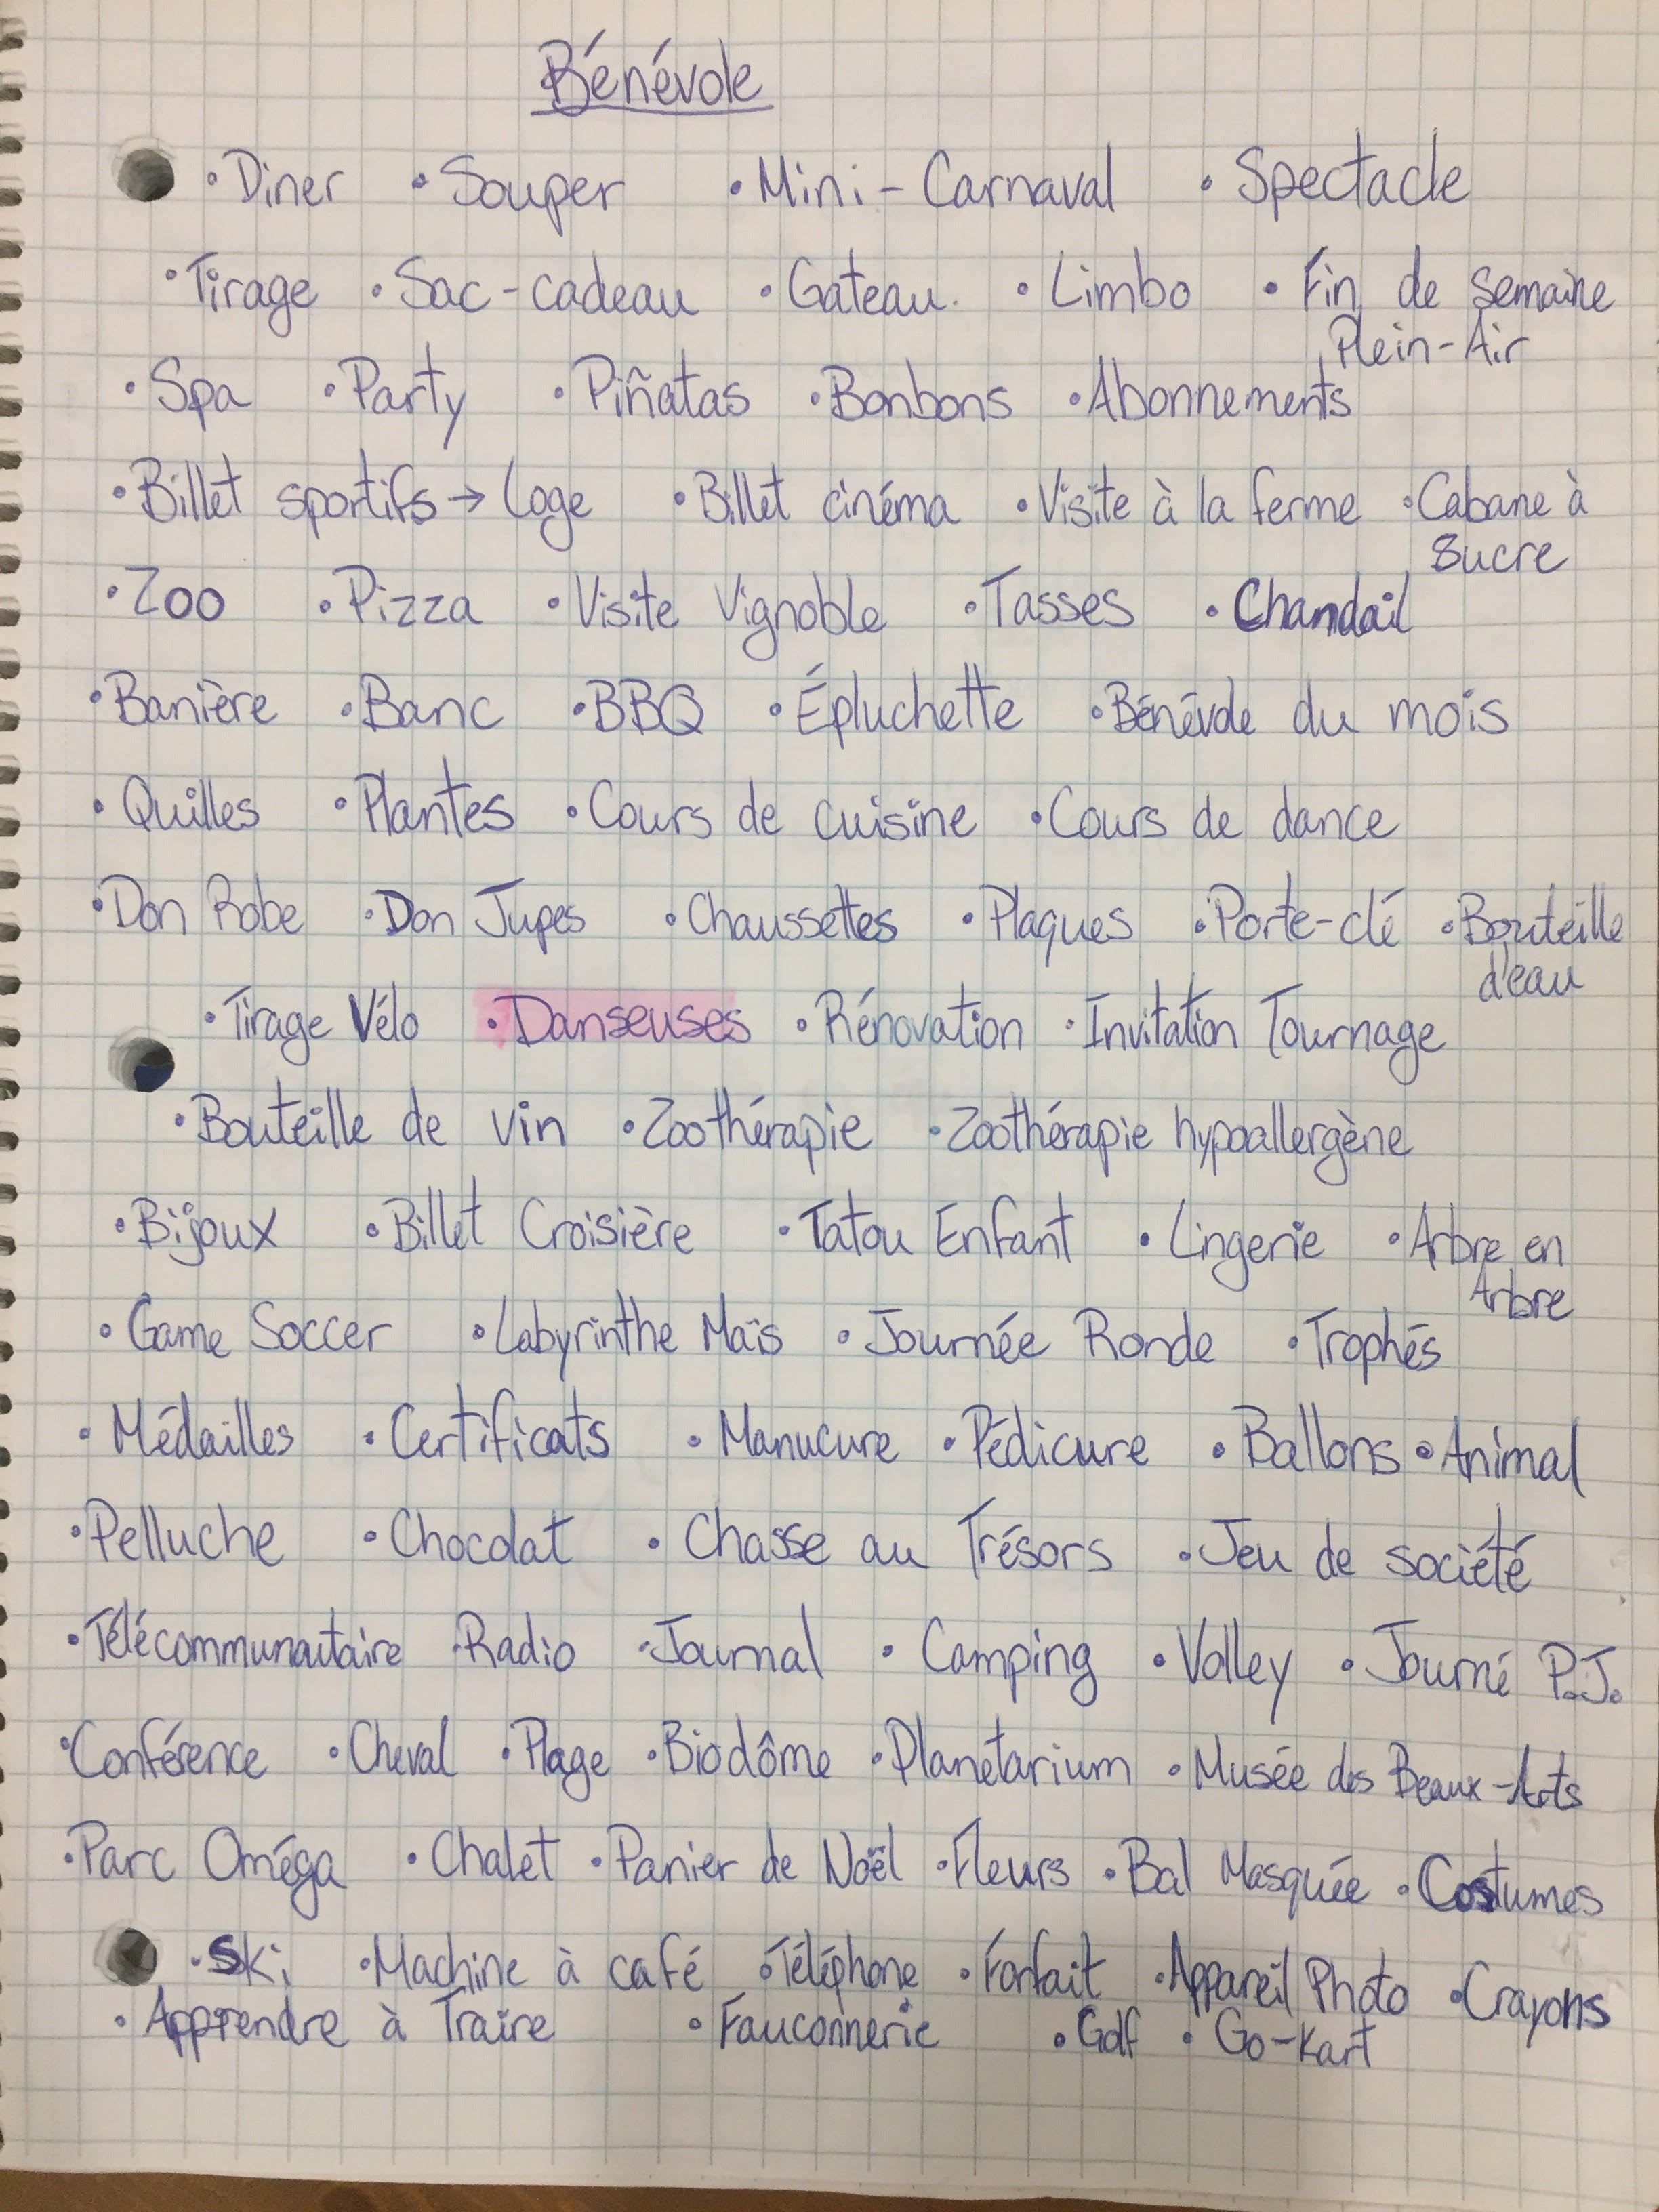 Bénévole
• Diner • Souper • Mini-Carnaval • Spectacle
• Tirage • Sac-cadeau • Gateau. • Limbo • Fin de semaine
Plein-Air
• Spa • Party • Piñatas • Bonbons • Abonnements
• Billet sportifs → Loge • Billet cinéma • Visite à la ferme • Cabane à
sucre
• Zoo • Pizza • Visite Vignoble • Tasses • Chandail
• Banière • Banc • BBQ • Épluchette • Bénévole du mois
• Quilles • Plantes • Cours de cuisine • Cours de dance
• Don Robe • Don Jupes • Chaussettes • Plaques • Porte-clé • Bouteille
d'eau
• Tirage Vélo • Danseuses • Rénovation • Invitation Tournage
• Bouteille de vin • Zoothérapie • Zoothérapie hypoallergène
• Bijoux • Billet Croisière • Tatou Enfant • Lingerie • Arbre en
Arbre
• Game Soccer • Labyrinthe Maïs • Journée Ronde • Trophés
• Médailles • Certificats • Manucure • Pédicure • Ballons • Animal
• Pelluche • Chocolat • Chasse au Trésors • Jeu de société
• Télécommunautaire • Radio • Journal • Camping • Volley • Journé P.J.
• Conférence • Cheval • Plage • Biodôme • Planétarium • Musée des Beaux-Arts
• Parc Oméga • Chalet • Panier de Noël • Fleurs • Bal Masquée • Costumes
• Ski • Machine à café • Téléphone • Forfait • Appareil Photo • Crayons
• Apprendre à Traire • Fauconnerie • Golf • Go-Kart